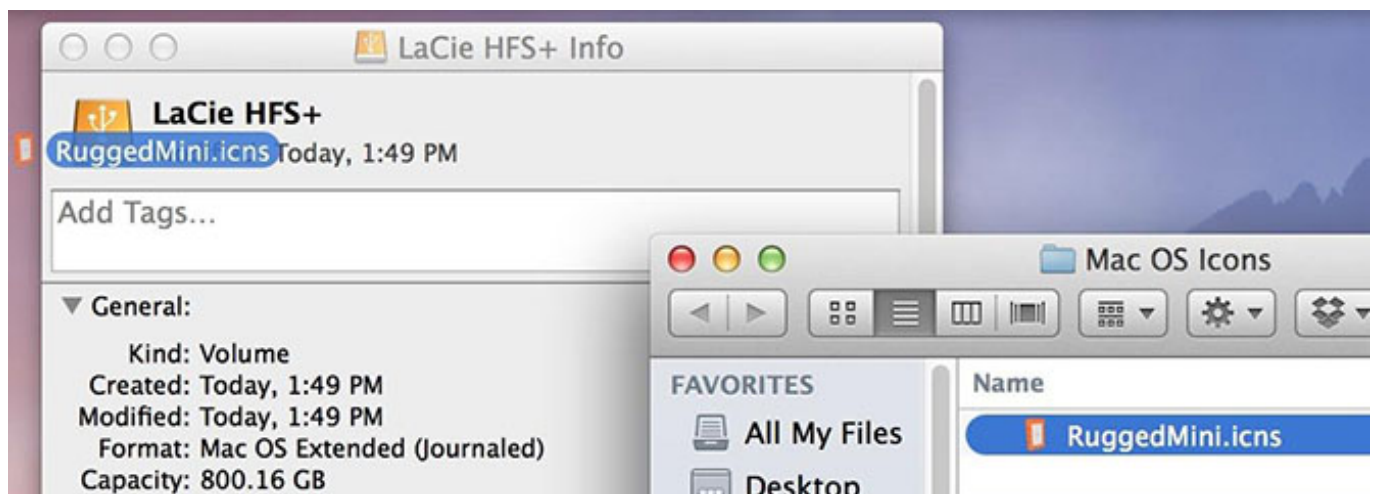 LaCie HFS+ Info
LaCie HFS+
RuggedMini.icns Today, 1:49 PM
Add Tags...
General:
Kind: Volume
Created: Today, 1:49 PM
Modified: Today, 1:49 PM
Format: Mac OS Extended (Journaled)
Capacity: 800.16 GB
Mac OS Icons
FAVORITES
All My Files
Desktop
Name
RuggedMini.icns